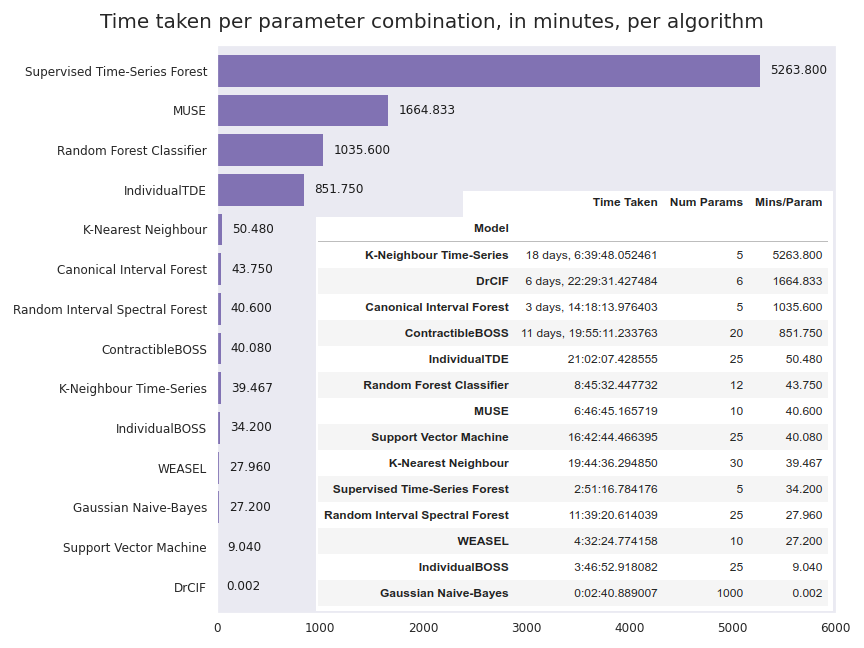 Time taken per parameter combination, in minutes, per algorithm
Supervised Time-Series Forest 5263.800
MUSE 1664.833
Random Forest Classifier 1035.600
IndividualTDE 851.750
K-Nearest Neighbour 50.480
Canonical Interval Forest 43.750
Random Interval Spectral Forest 40.600
ContractibleBOSS 40.080
K-Neighbour Time-Series 39.467
IndividualBOSS 34.200
WEASEL 27.960
Gaussian Naive-Bayes 27.200
Support Vector Machine 9.040
DrCIF 0.002
0 1000 2000 3000 4000 5000 6000
Time Taken Num Params Mins/Param
Model
K-Neighbour Time-Series 18 days, 6:39:48.052461 5 5263.800
DrCIF 6 days, 22:29:31.427484 6 1664.833
Canonical Interval Forest 3 days, 14:18:13.976403 5 1035.600
ContractibleBOSS 11 days, 19:55:11.233763 20 851.750
IndividualTDE 21:02:07.428555 25 50.480
Random Forest Classifier 8:45:32.447732 12 43.750
MUSE 6:46:45.165719 10 40.600
Support Vector Machine 16:42:44.466395 25 40.080
K-Nearest Neighbour 19:44:36.294850 30 39.467
Supervised Time-Series Forest 2:51:16.784176 5 34.200
Random Interval Spectral Forest 11:39:20.614039 25 27.960
WEASEL 4:32:24.774158 10 27.200
IndividualBOSS 3:46:52.918082 25 9.040
Gaussian Naive-Bayes 0:02:40.889007 1000 0.002